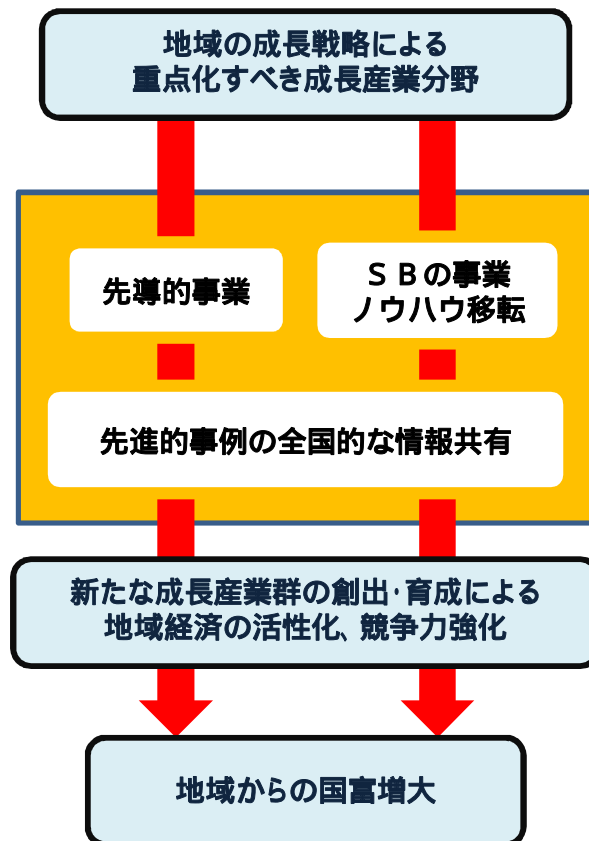 地域の成長戦略による
重点化すべき成長産業分野
先導的事業
ＳＢの事業
ノウハウ移転
先進的事例の全国的な情報共有
新たな成長産業群の創出・育成による
地域経済の活性化、競争力強化
地域からの国富増大